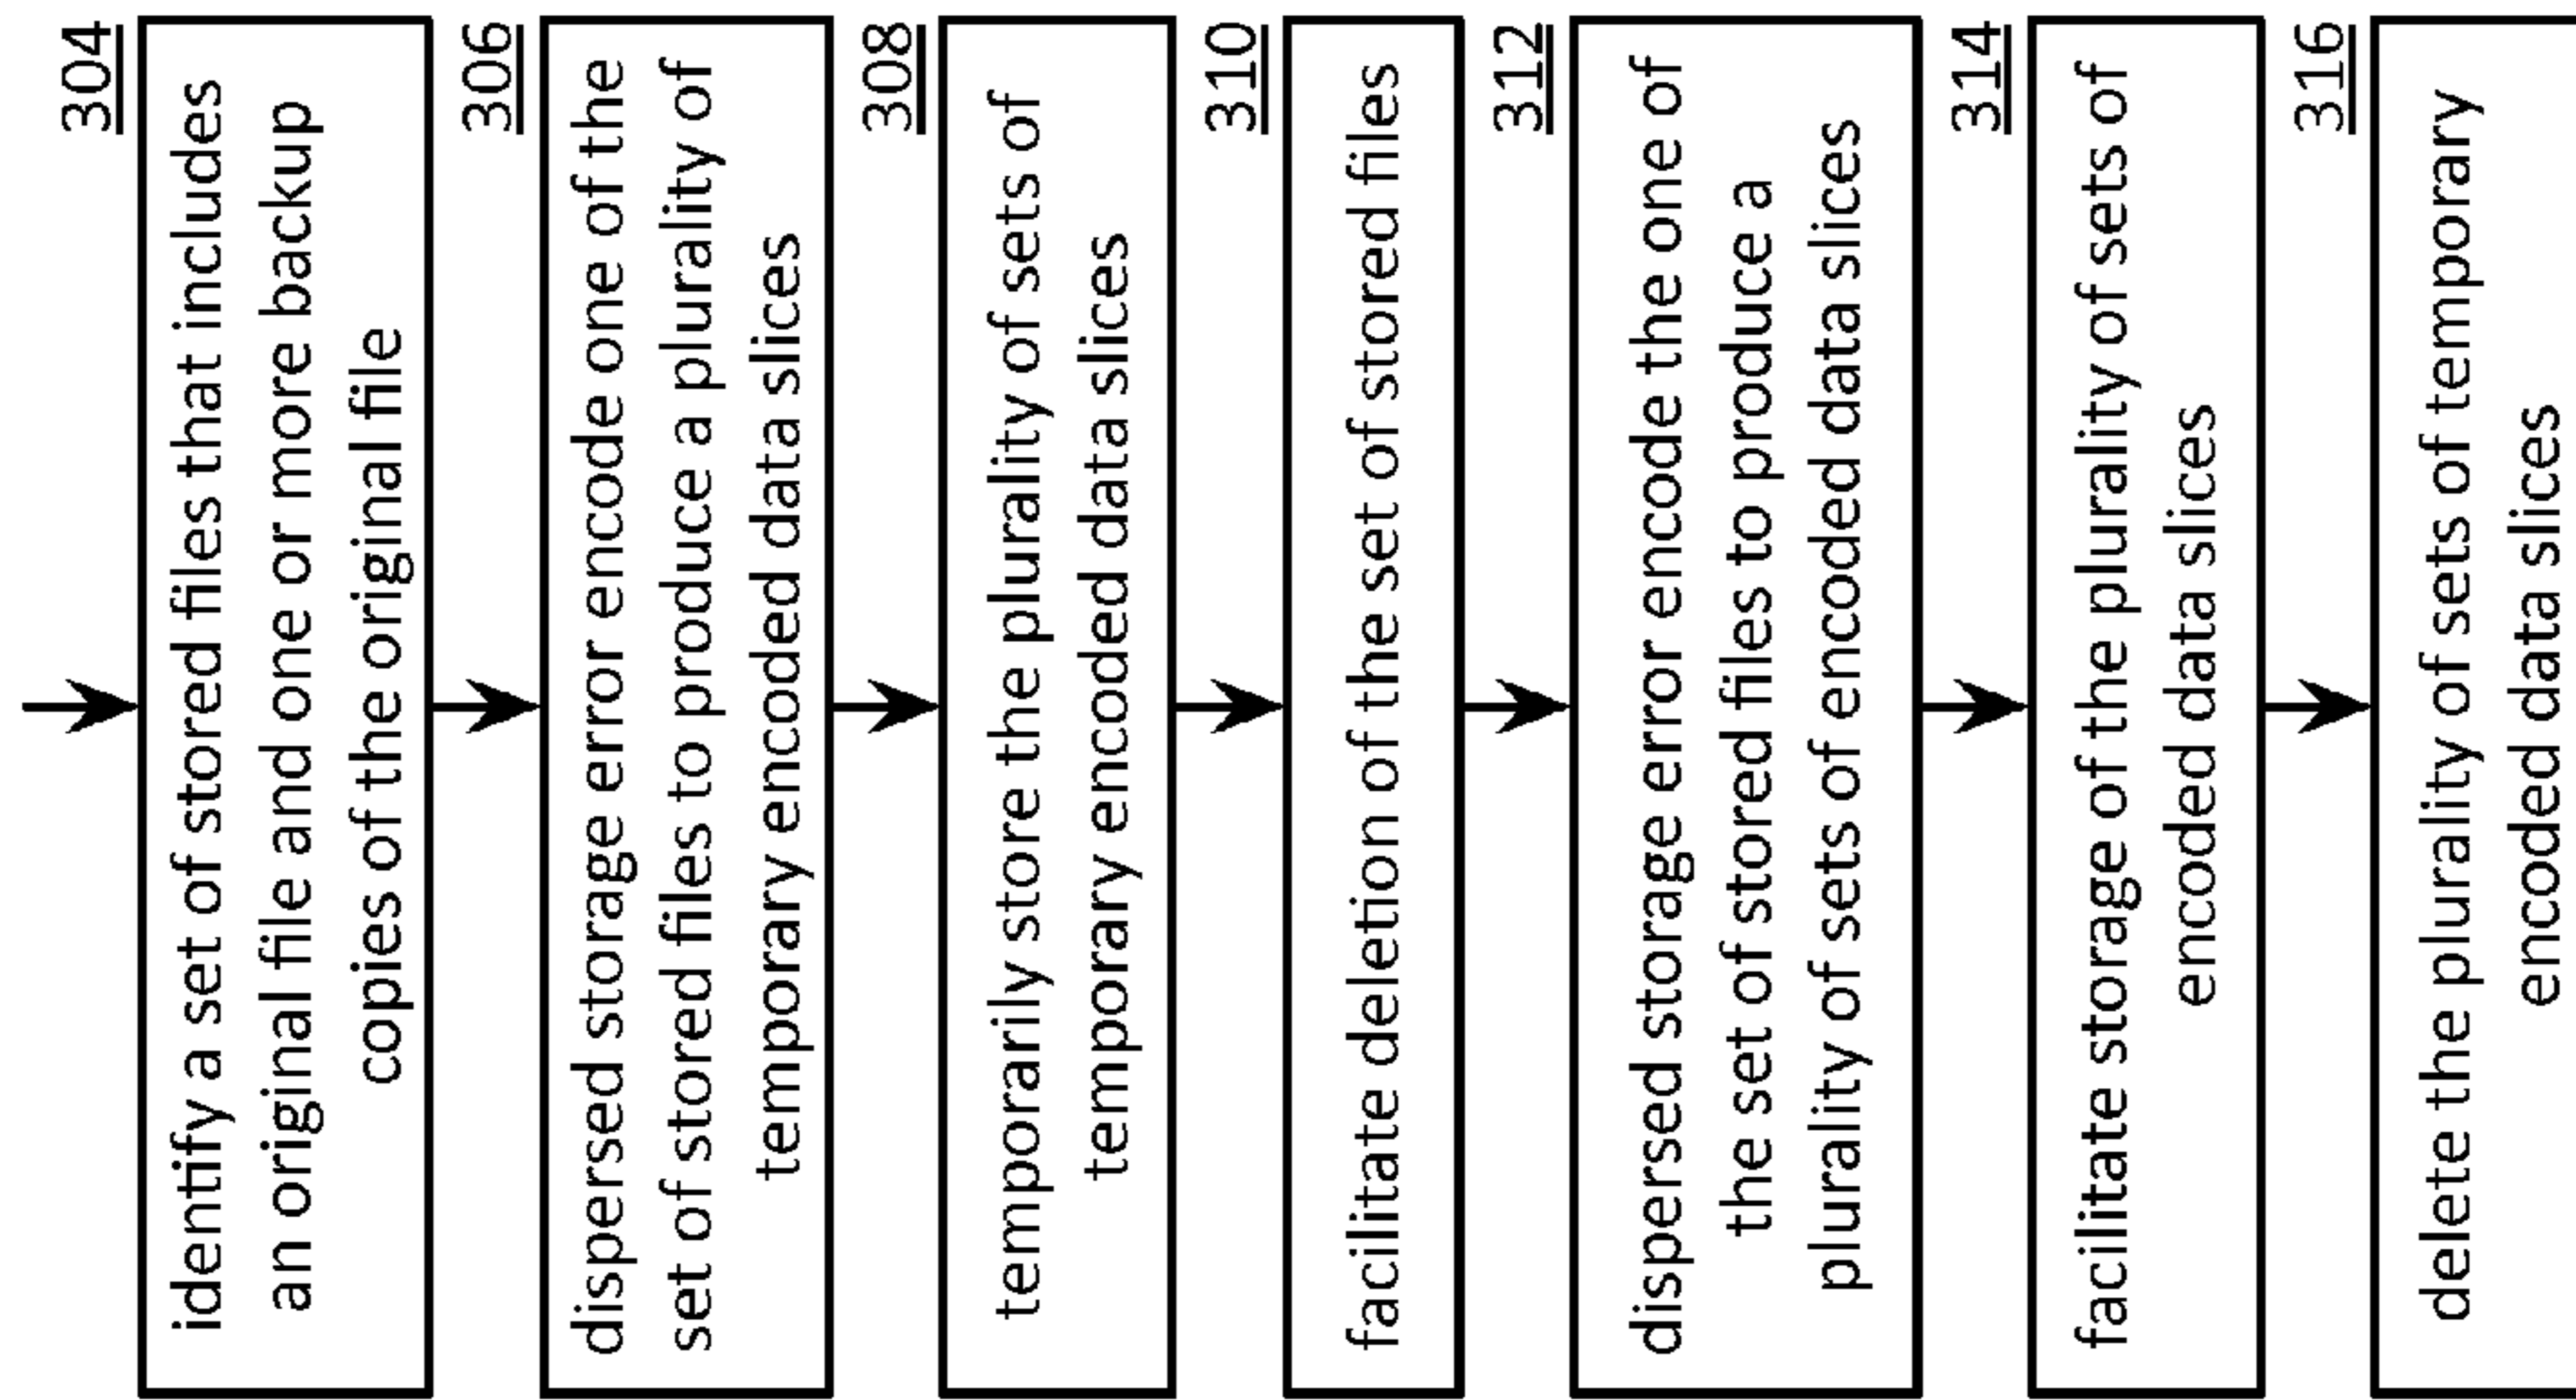 304
identify a set of stored files that includes
an original file and one or more backup
copies of the original file
306
dispersed storage error encode one of the
set of stored files to produce a plurality of
temporary encoded data slices
308
temporarily store the plurality of sets of
temporary encoded data slices
310
facilitate deletion of the set of stored files
312
dispersed storage error encode the one of
the set of stored files to produce a
plurality of sets of encoded data slices
314
facilitate storage of the plurality of sets of
encoded data slices
316
delete the plurality of sets of temporary
encoded data slices